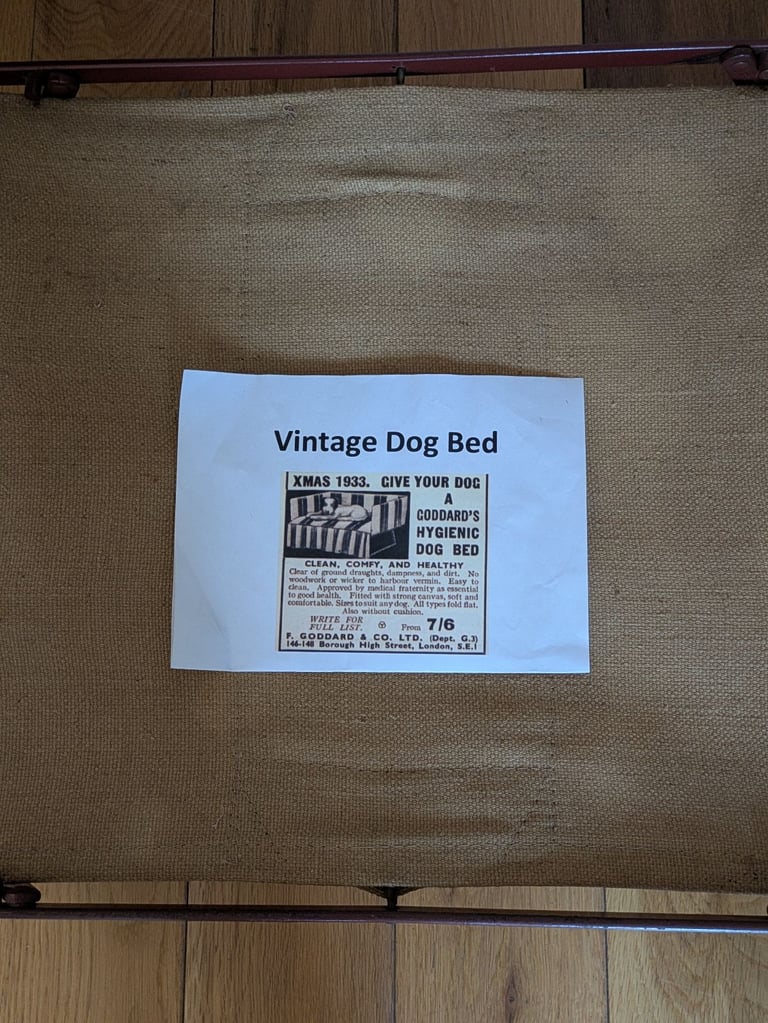 Vintage Dog Bed
XMAS 1933. GIVE YOUR DOG
A
GODDARD'S
HYGIENIC
DOG BED
CLEAN, COMFY, AND HEALTHY
Clear of ground draughts, dampness, and dirt. No
woodwork or wicker to harbour vermin. Easy to
clean. Approved by medical fraternity as essential
to good health. Fitted with strong canvas, soft and
comfortable. Sizes to suit any dog. All types fold flat.
Also without cushion.
WRITE FOR
FULL LIST.
From 7/6
F. GODDARD & CO. LTD. (Dept. G.3)
146-148 Borough High Street, London, S.E.1